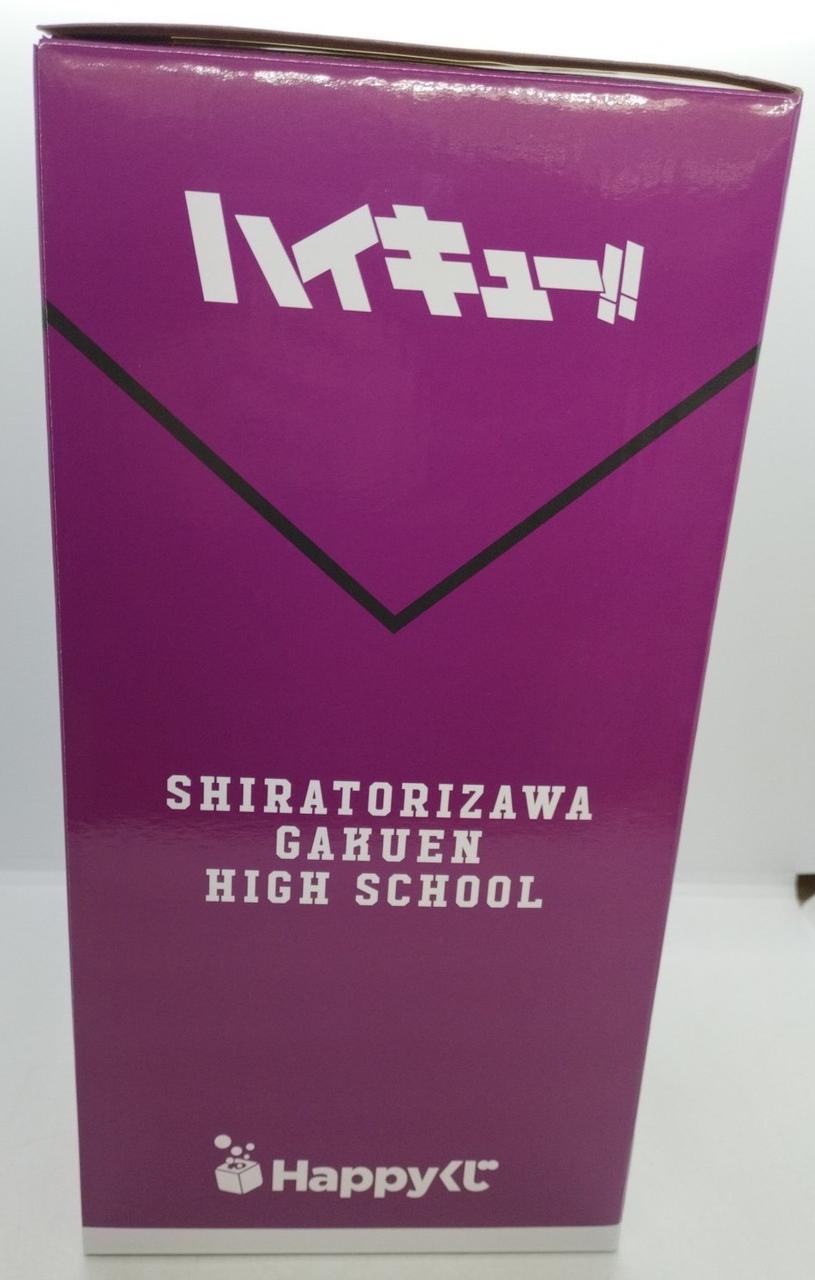 ハイキュー!!
SHIRATORIZAWA
GAKUEN
HIGH SCHOOL
Happyくじ